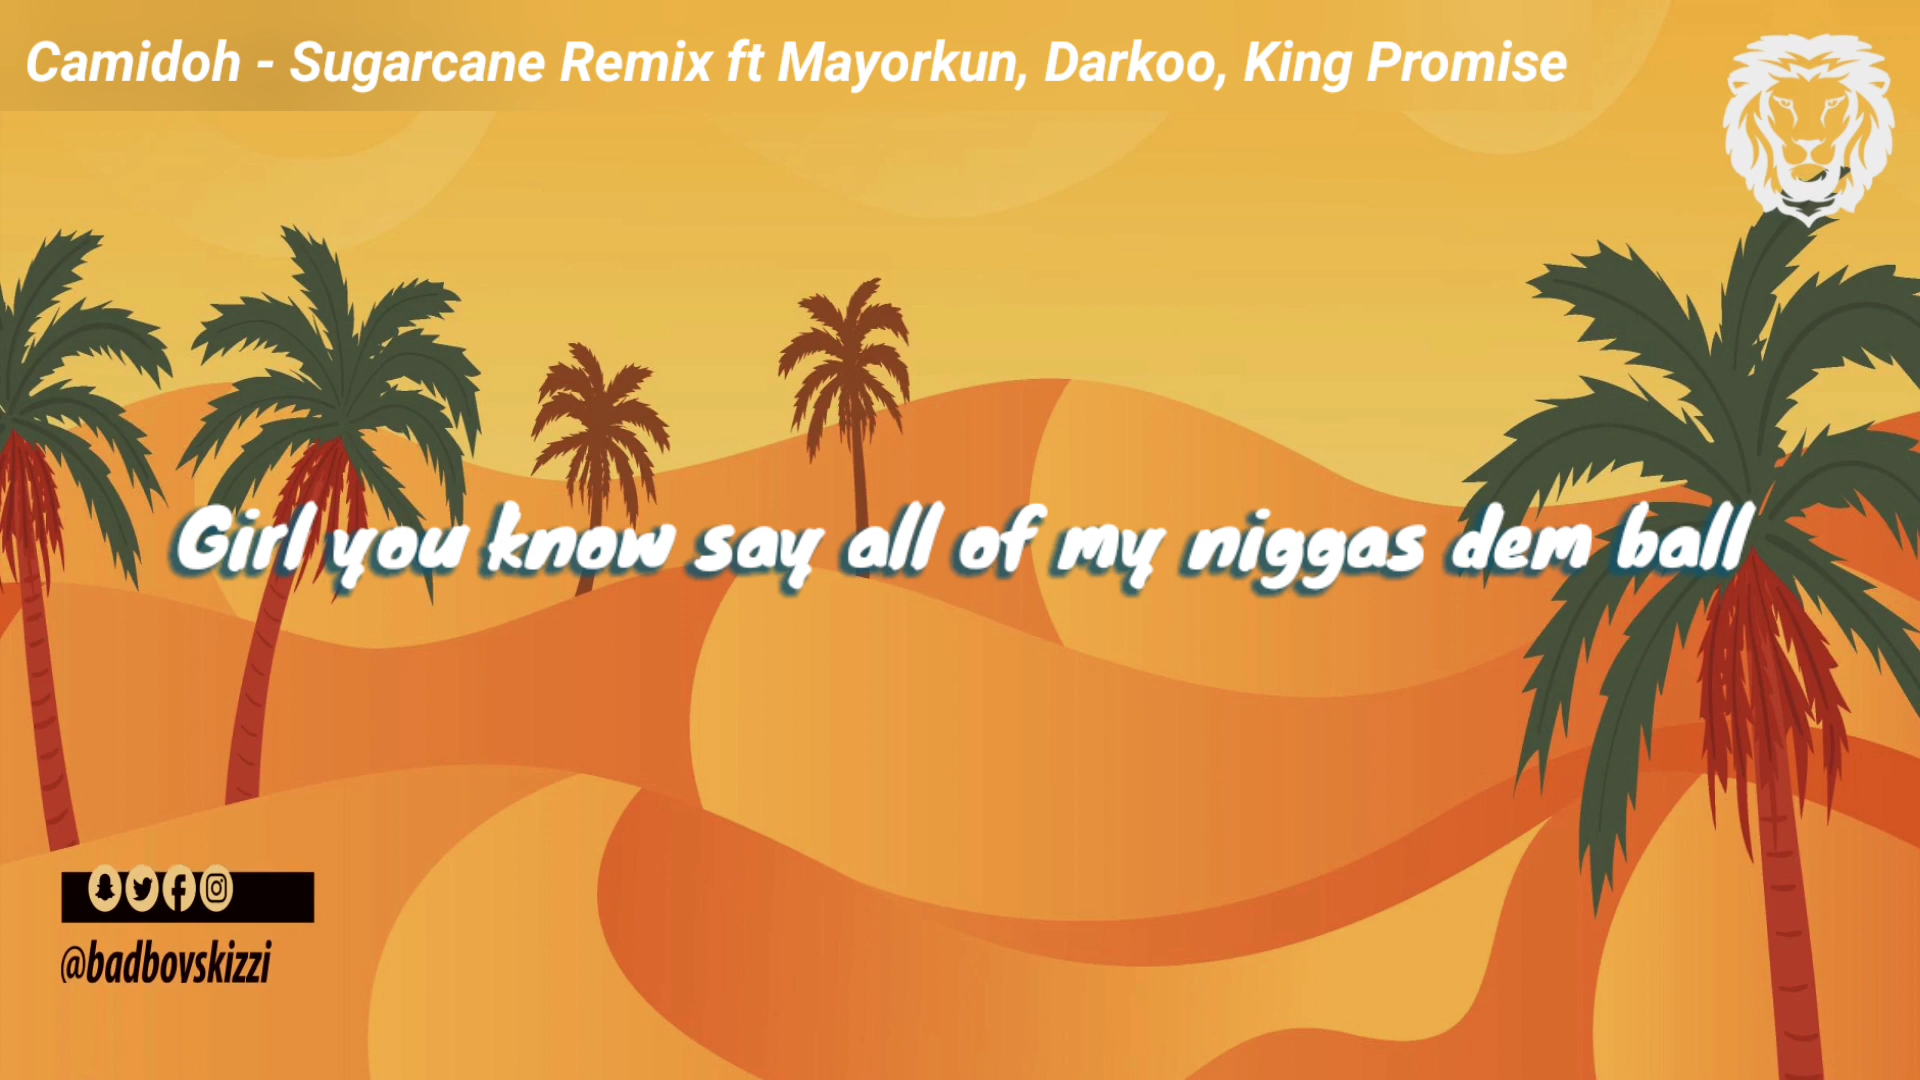 Camidoh - Sugarcane Remix ft Mayorkun, Darkoo, King Promise
Girl you know say all of my niggas dem ball
@badbovskizzi